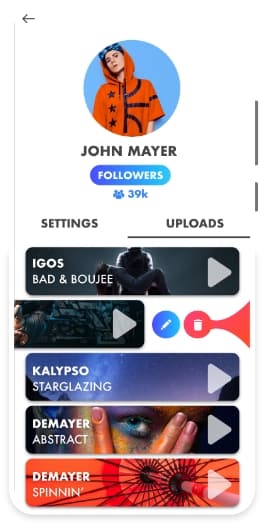 JOHN MAYER
FOLLOWERS
39k
SETTINGS
UPLOADS
IGOS
BAD & BOUJEE
KALYPSO
STARGLAZING
DEMAYER
ABSTRACT
DEMAYER
SPINNIN'